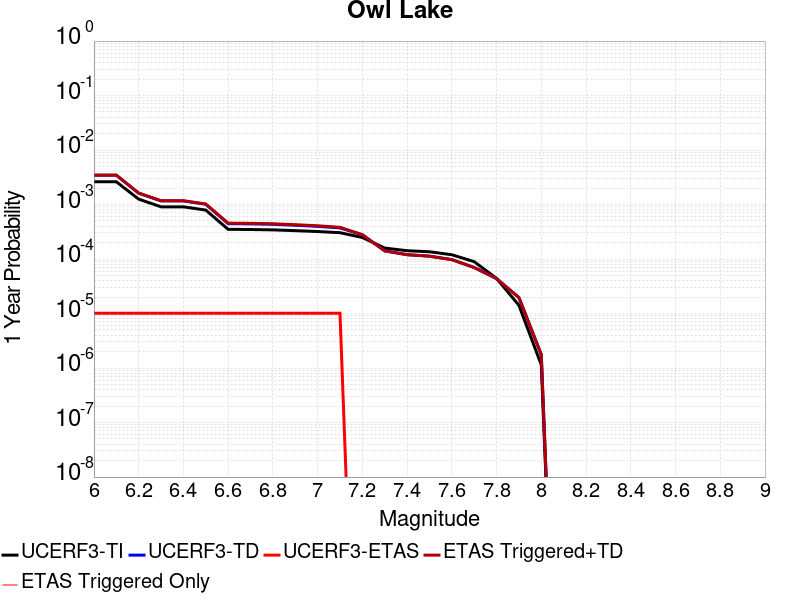 Owl Lake
10^0
10^-1
10^-2
10^-3
10^-4
10^-5
10^-6
10^-7
10^-8
1 Year Probability
6 6.2 6.4 6.6 6.8 7 7.2 7.4 7.6 7.8 8 8.2 8.4 8.6 8.8 9
Magnitude
UCERF3-TI UCERF3-TD UCERF3-ETAS ETAS Triggered+TD
ETAS Triggered Only